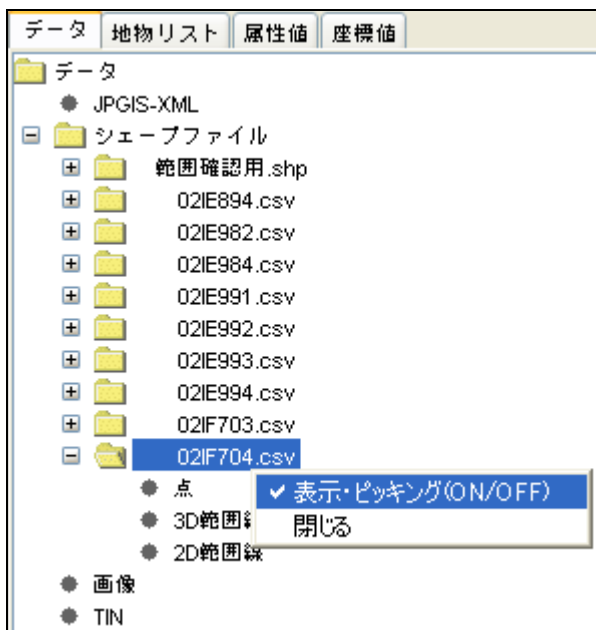 データ 地物リスト 属性値 座標値
データ
JPGIS-XML
シェープファイル
範囲確認用.shp
02IE894.csv
02IE982.csv
02IE984.csv
02IE991.csv
02IE992.csv
02IE993.csv
02IE994.csv
02IF703.csv
02IF704.csv
点
表示・ピッキング(ON/OFF)
3D範囲
閉じる
2D範囲線
画像
TIN